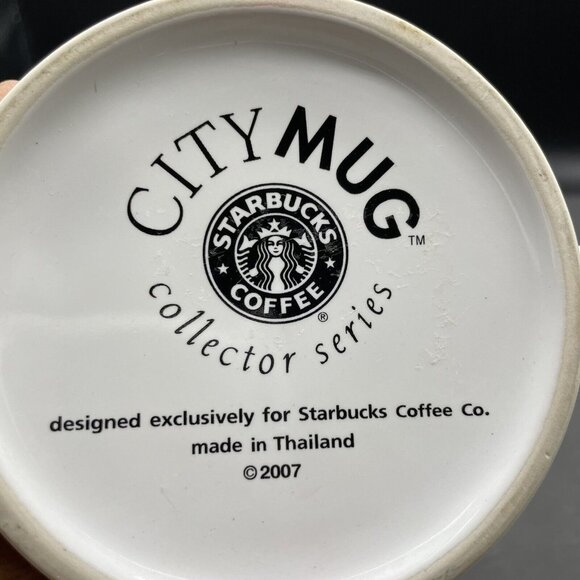 CITY MUG™
STARBUCKS
COFFEE
®
collector series
designed exclusively for Starbucks Coffee Co.
made in Thailand
©2007